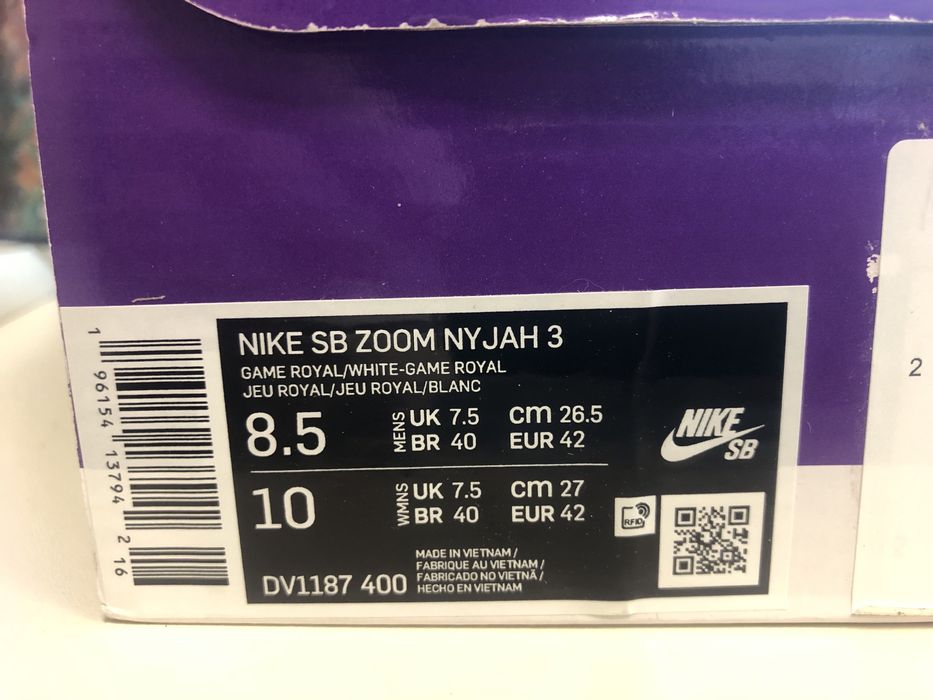 NIKE SB ZOOM NYJAH 3
GAME ROYAL/WHITE-GAME ROYAL
JEU ROYAL/JEU ROYAL/BLANC
8.5 MENS UK 7.5 cm 26.5
BR 40 EUR 42
10 WMNS UK 7.5 cm 27
BR 40 EUR 42
MADE IN VIETNAM /
FABRIQUE AU VIETNAM /
FABRICADO NO VIETNÃ /
HECHO EN VIETNAM
DV1187 400
NIKE
SB
RFID
1 96154 13794 2 16
2